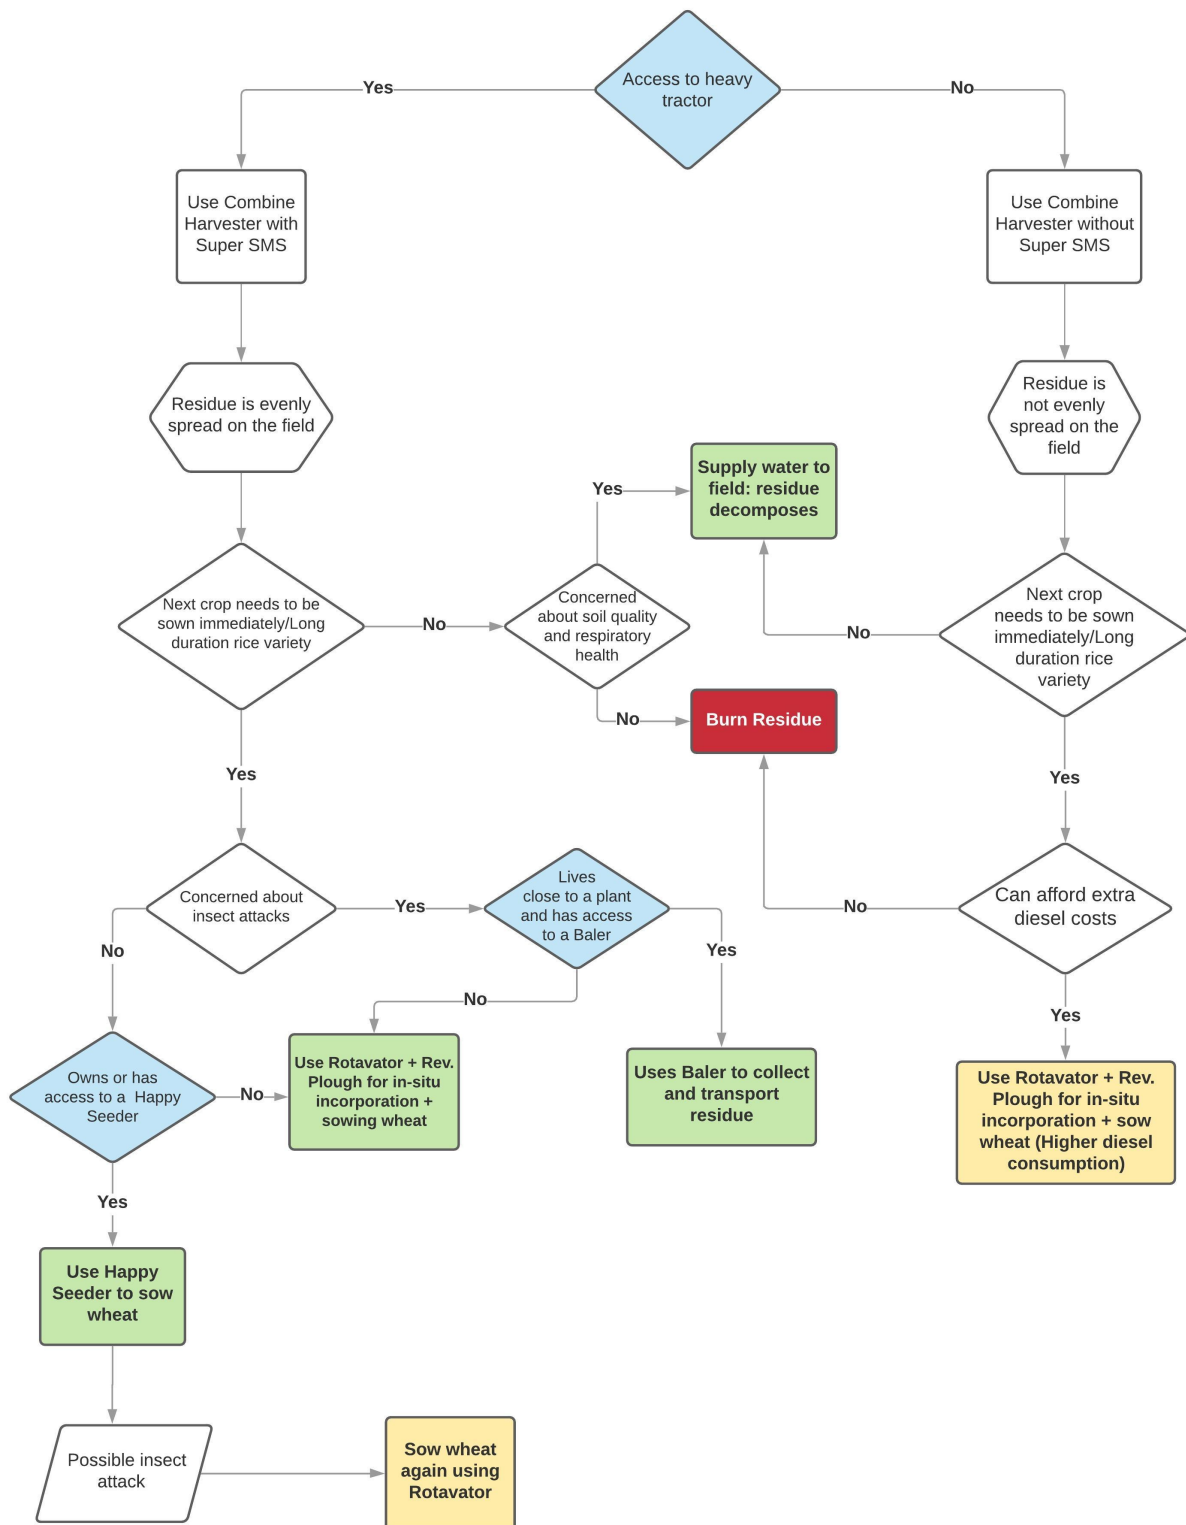 Access to heavy
tractor
Yes
No
Use Combine
Harvester with
Super SMS
Use Combine
Harvester without
Super SMS
Residue is evenly
spread on the field
Residue is
not evenly
spread on the
field
Supply water to
field: residue
decomposes
Yes
Next crop needs to be
sown immediately/Long
duration rice variety
No
Concerned
about soil quality
and respiratory
health
No
Next crop
needs to be sown
immediately/Long
duration rice
variety
No
Burn Residue
Yes
Yes
Concerned about
insect attacks
Yes
Lives
close to a plant
and has access
to a Baler
No
Can afford extra
diesel costs
No
Yes
No
Yes
Owns or has
access to a Happy
Seeder
No
Use Rotavator + Rev.
Plough for in-situ
incorporation +
sowing wheat
Uses Baler to collect
and transport
residue
Use Rotavator + Rev.
Plough for in-situ
incorporation + sow
wheat (Higher diesel
consumption)
Yes
Use Happy
Seeder to sow
wheat
Possible insect
attack
Sow wheat
again using
Rotavator